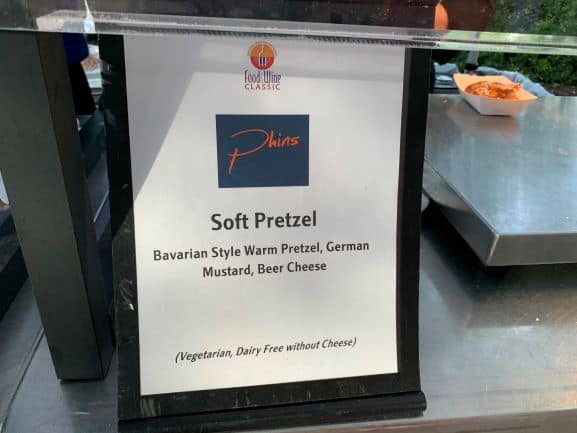 Food & Wine
CLASSIC
Phins
Soft Pretzel
Bavarian Style Warm Pretzel, German
Mustard, Beer Cheese
(Vegetarian, Dairy Free without Cheese)